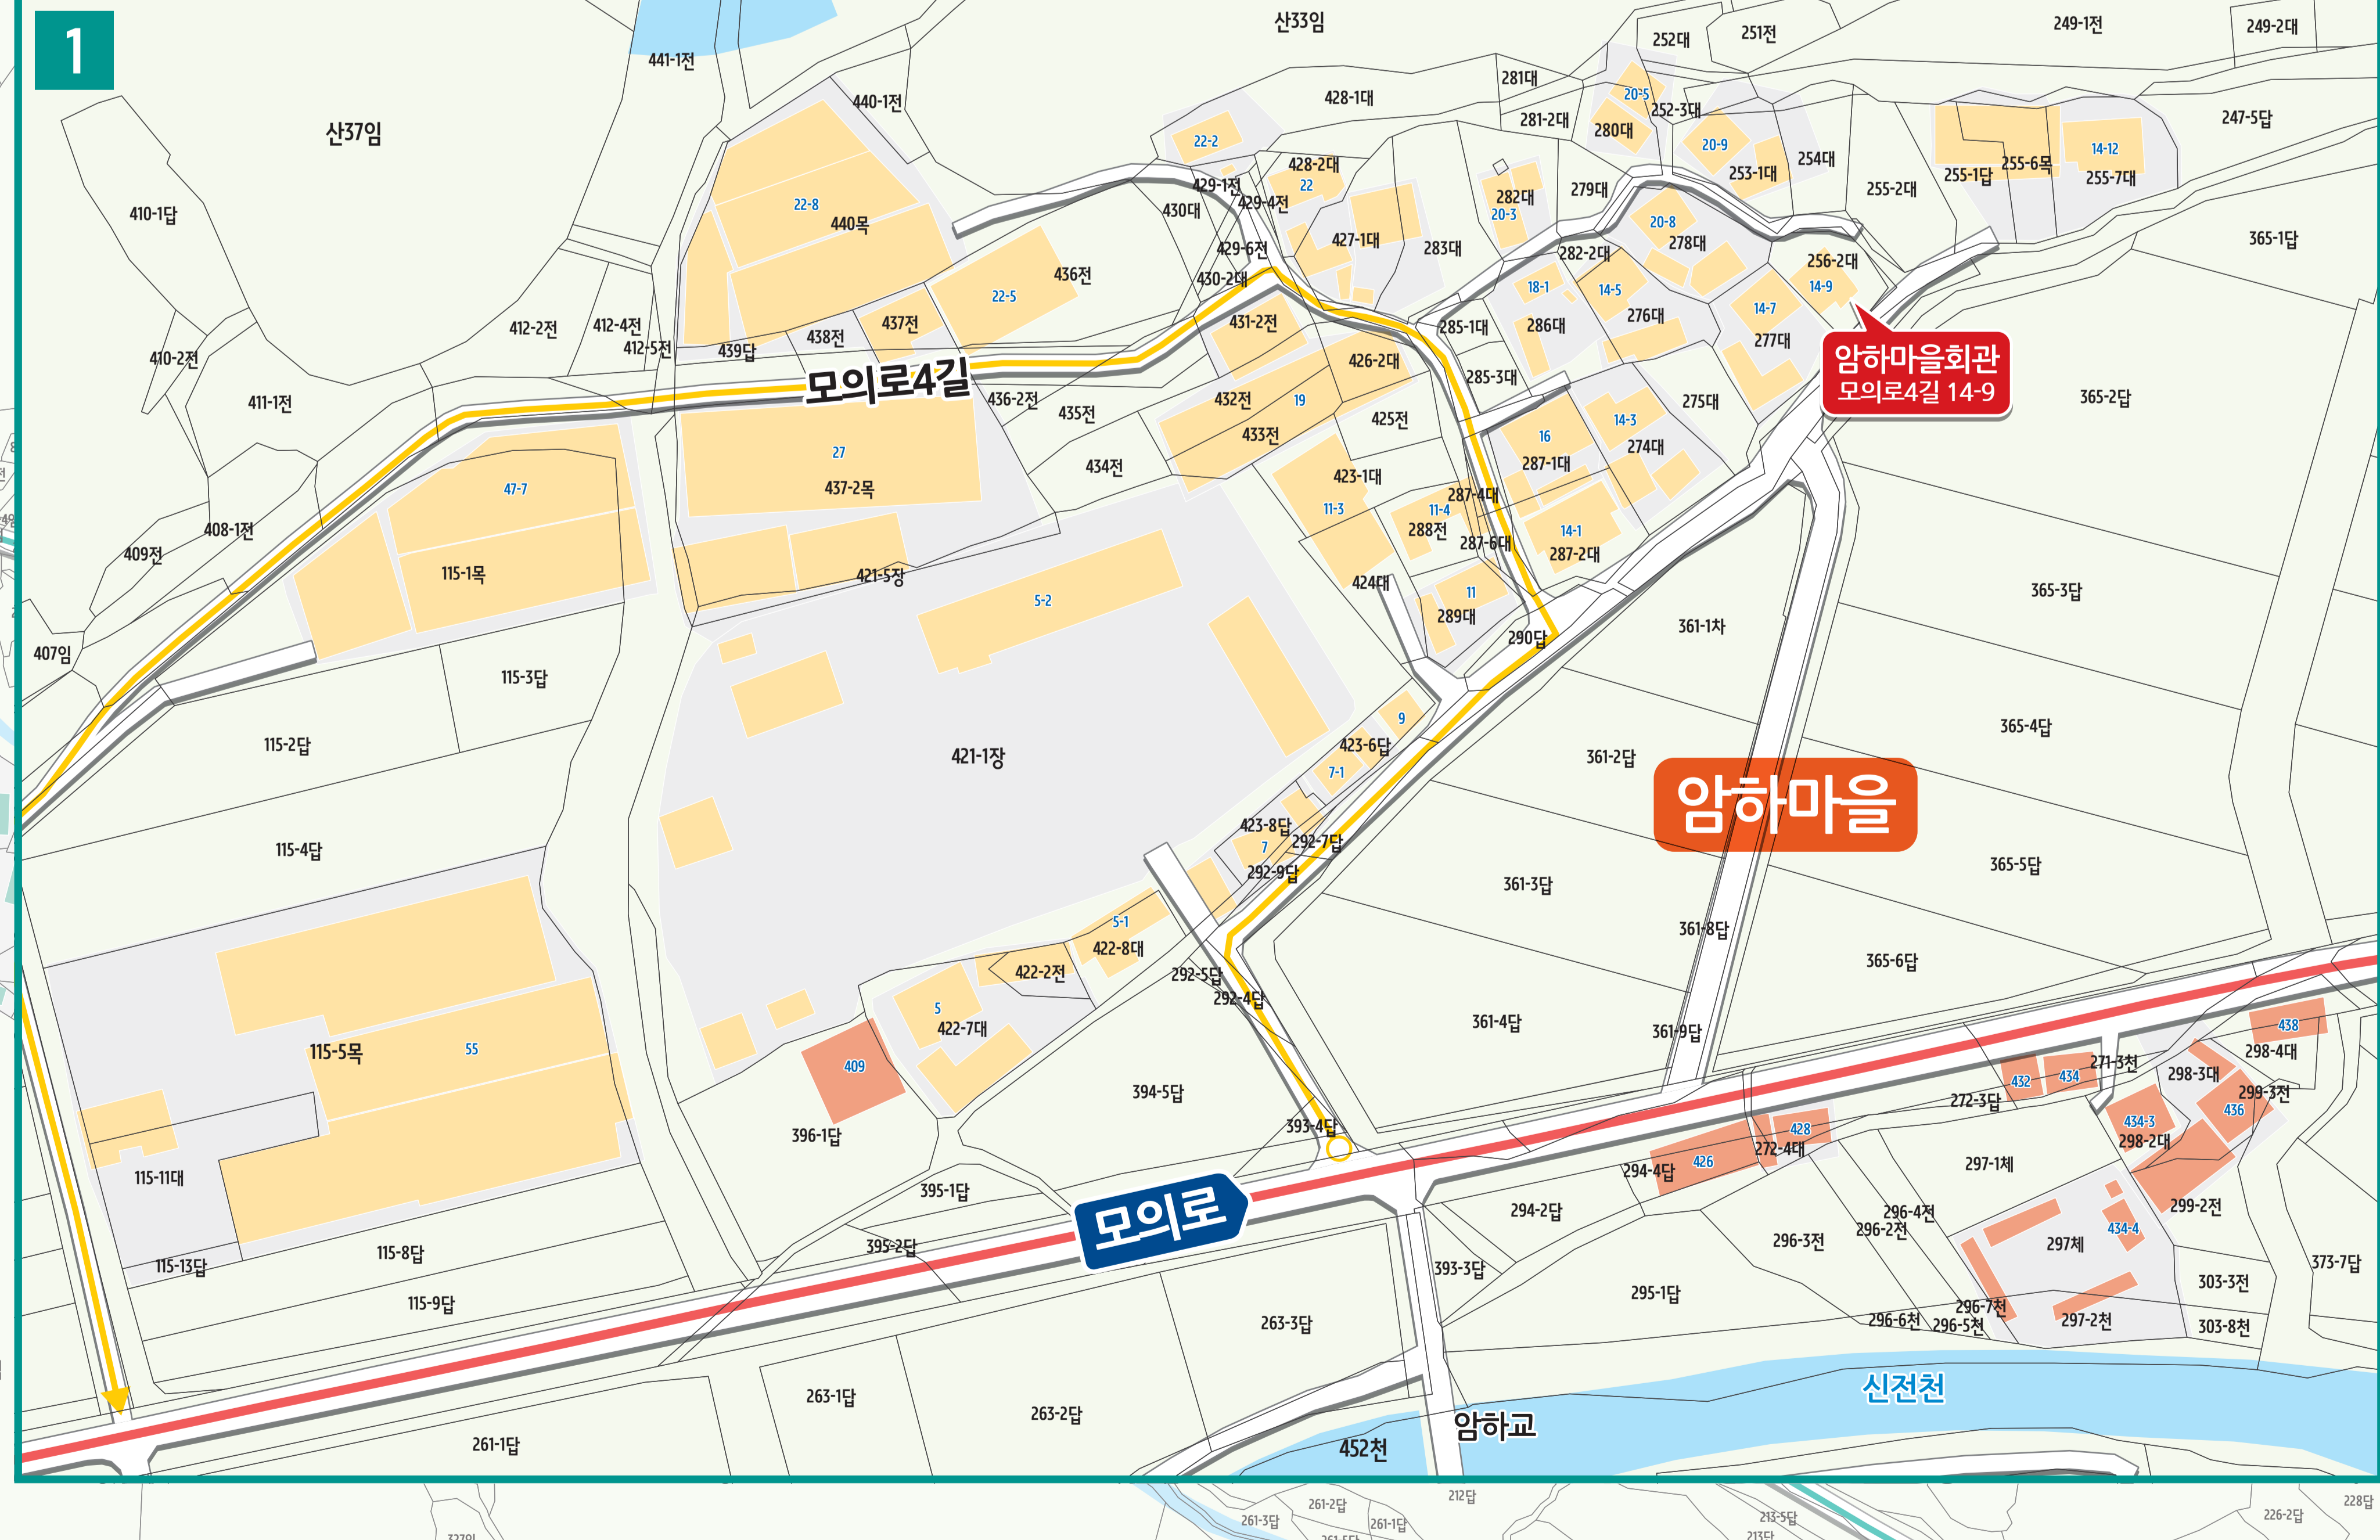 1
산33임
252대
251전
249-1전
249-2대
441-1전
281대
440-1전
428-1대
20-5
252-3대
산37임
281-2대
280대
247-5답
22-2
20-9
14-12
428-2대
254대
255-1답
255-6목
253-1대
255-7대
429-1전
22
279대
255-2대
22-8
429-4전
282대
410-1답
430대
20-3
440목
20-8
427-1대
278대
365-1답
429-6전
283대
282-2대
256-2대
436전
430-2대
18-1
14-5
14-9
22-5
14-7
412-2전
412-4전
437전
431-2전
285-1대
286대
276대
438전
277대
412-5전
439답
410-2전
426-2대
암하마을회관
모의로4길
285-3대
모의로4길 14-9
411-1전
436-2전
432전
19
275대
365-2답
435전
425전
14-3
433전
16
274대
27
434전
287-1대
47-7
437-2목
423-1대
287-4대
11-3
11-4
408-1전
288전
14-1
409전
287-6대
287-2대
115-1목
421-5장
424대
365-3답
5-2
11
289대
361-1차
290답
407임
115-3답
9
365-4답
115-2답
423-6답
421-1장
361-2답
7-1
암하마을
423-8답
292-7답
115-4답
7
365-5답
292-9답
361-3답
5-1
361-8답
422-8대
365-6답
422-2전
292-5답
292-4답
5
361-4답
438
422-7대
361-9답
115-5목
55
298-4대
409
271-3천
298-3대
432
434
394-5답
299-3전
272-3답
436
393-4답
434-3
428
396-1답
298-2대
272-4대
426
297-1체
115-11대
294-4답
395-1답
299-2전
모의로
294-2답
296-4전
434-4
296-2전
296-3전
297체
395-2답
115-8답
115-13답
393-3답
373-7답
303-3전
295-1답
115-9답
296-7천
263-3답
296-6천
296-5천
297-2천
303-8천
신전천
263-1답
263-2답
암하교
261-1답
452천
212답
261-2답
228답
261-3답
261-1답
213-5답
226-2답